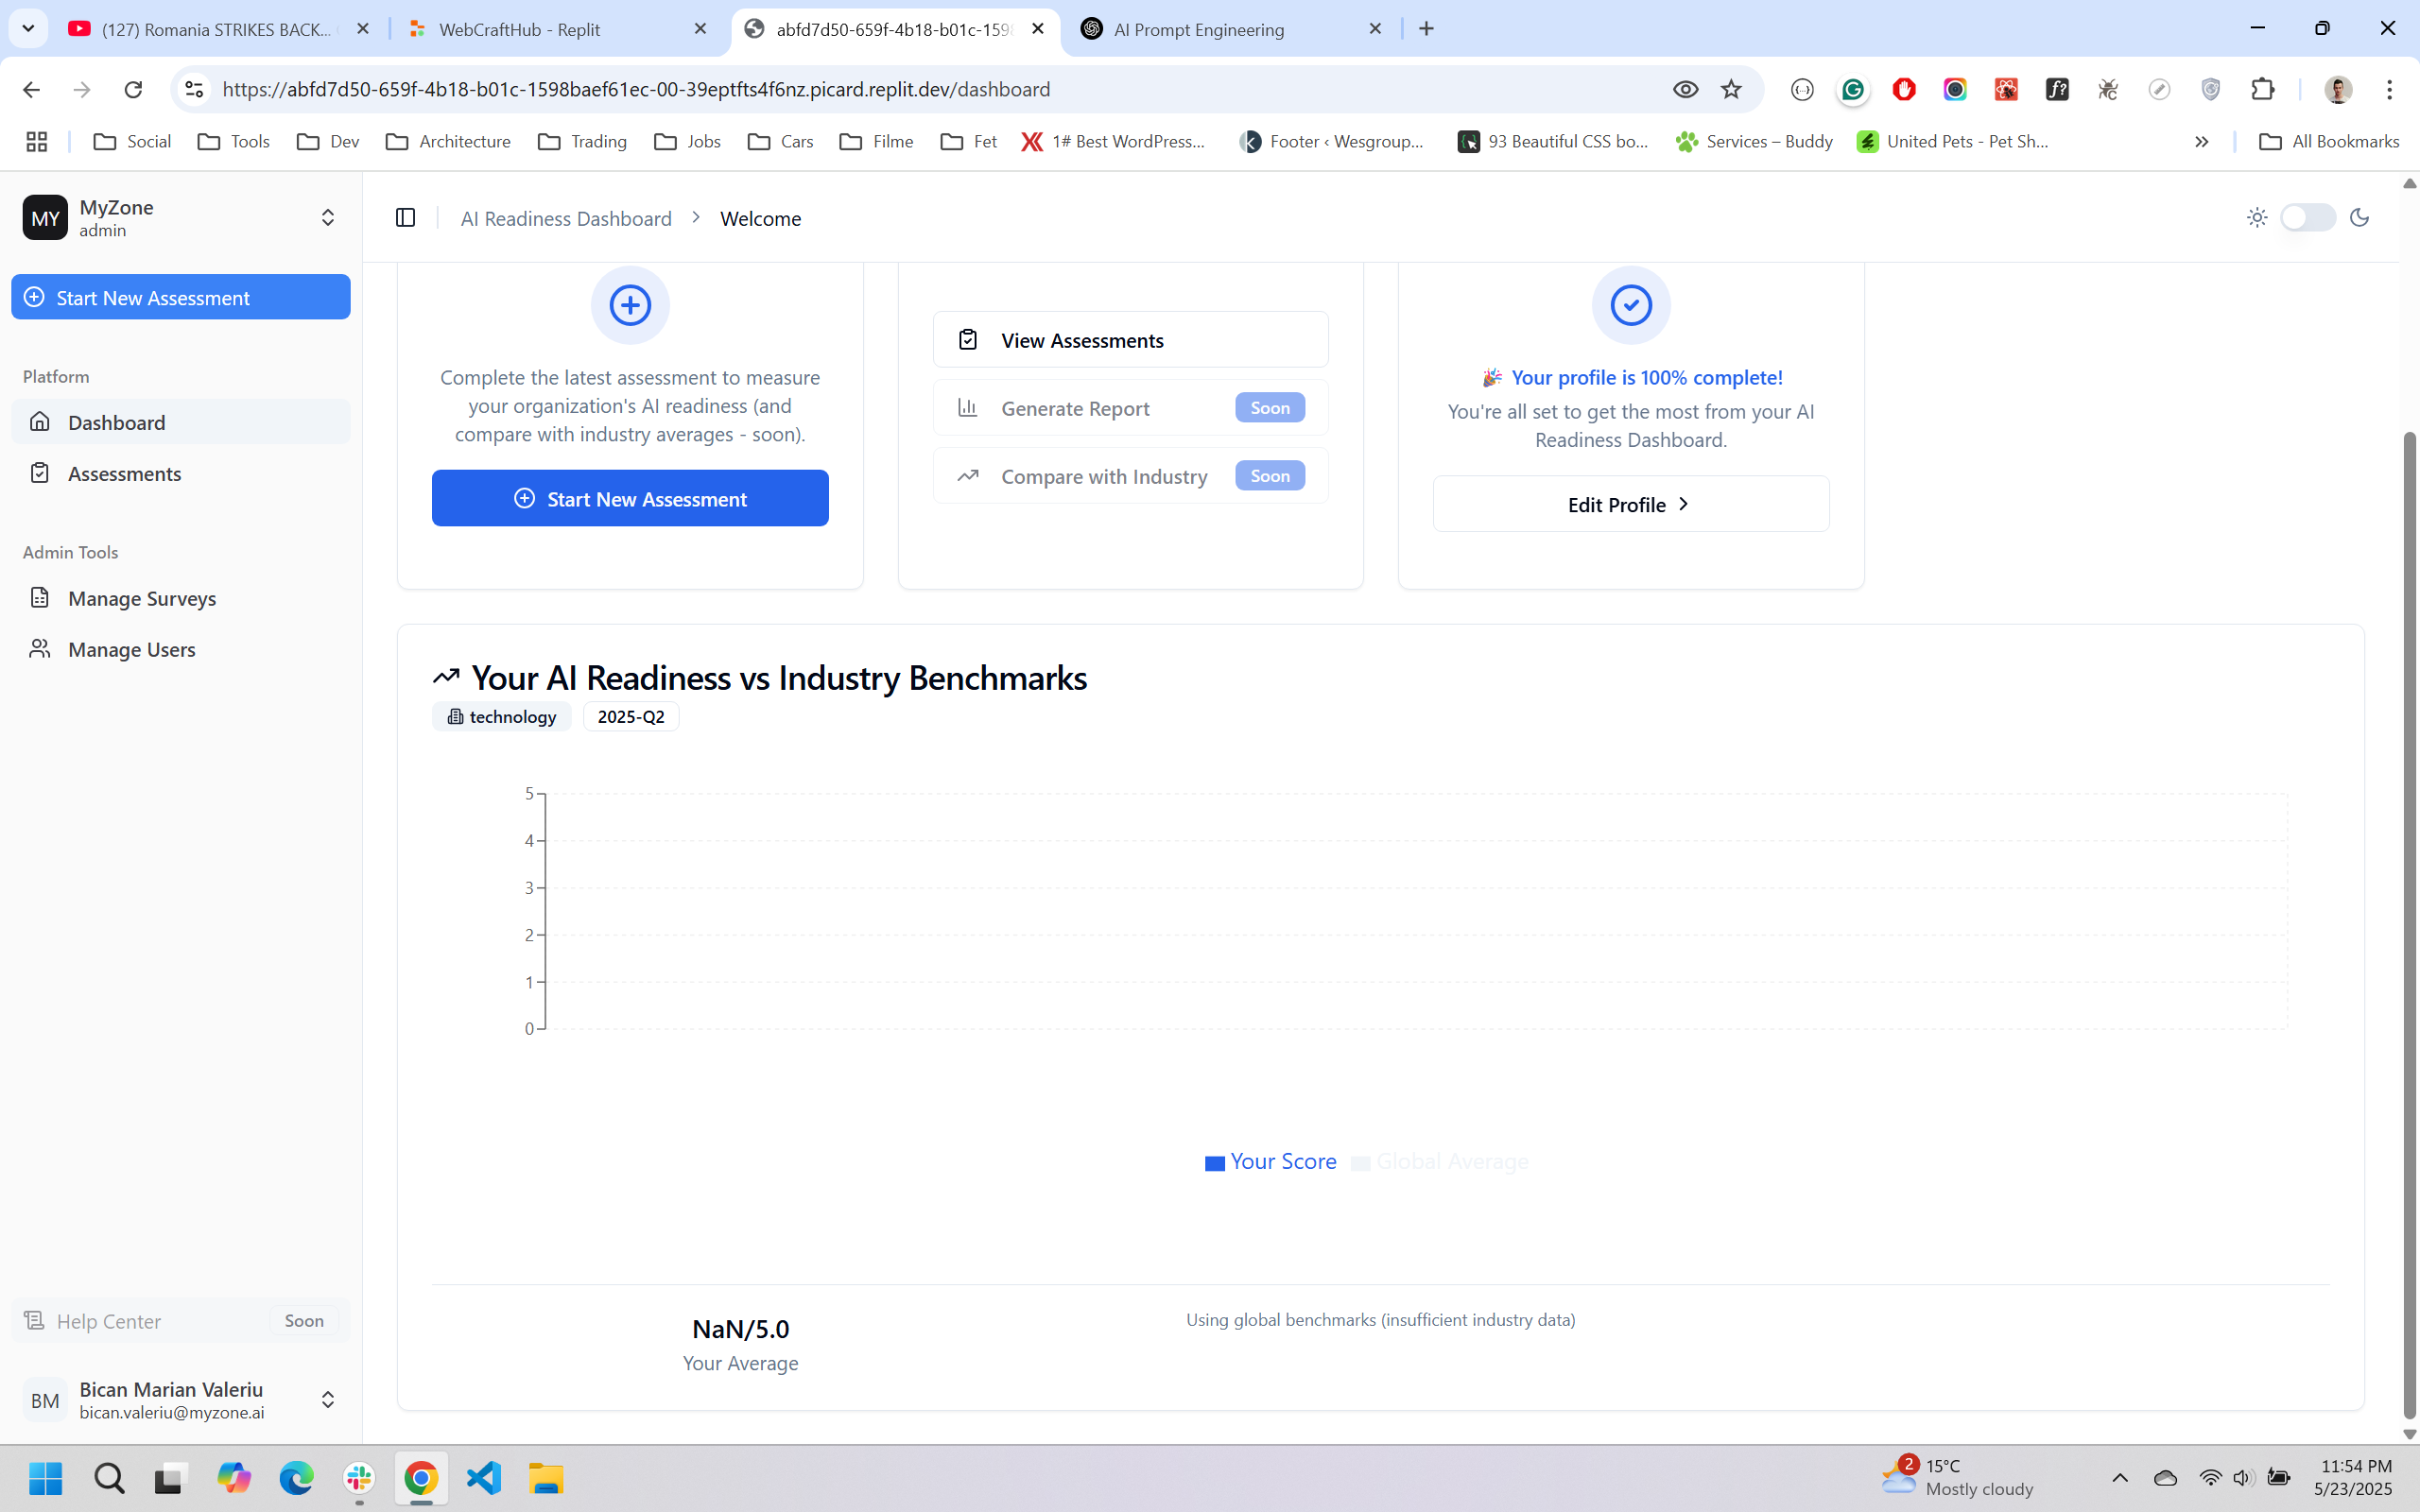 (127) Romania STRIKES BACK...
WebCraftHub - Replit
abfd7d50-659f-4b18-b01c-1598
AI Prompt Engineering
https://abfd7d50-659f-4b18-b01c-1598baef61ec-00-39eptfts4f6nz.picard.replit.dev/dashboard
Social
Tools
Dev
Architecture
Trading
Jobs
Cars
Filme
Fet
1# Best WordPress...
Footer ‹ Wesgroup...
93 Beautiful CSS bo...
Services – Buddy
United Pets - Pet Sh...
All Bookmarks
MY
MyZone
admin
Start New Assessment
Platform
Dashboard
Assessments
Admin Tools
Manage Surveys
Manage Users
Help Center
Soon
BM
Bican Marian Valeriu
bican.valeriu@myzone.ai
AI Readiness Dashboard
Welcome
Complete the latest assessment to measure
your organization's AI readiness (and
compare with industry averages - soon).
Start New Assessment
View Assessments
Generate Report
Soon
Compare with Industry
Soon
Your profile is 100% complete!
You're all set to get the most from your AI
Readiness Dashboard.
Edit Profile
Your AI Readiness vs Industry Benchmarks
technology
2025-Q2
5
4
3
2
1
0
Your Score
Global Average
NaN/5.0
Your Average
Using global benchmarks (insufficient industry data)
2
15°C
Mostly cloudy
11:54 PM
5/23/2025